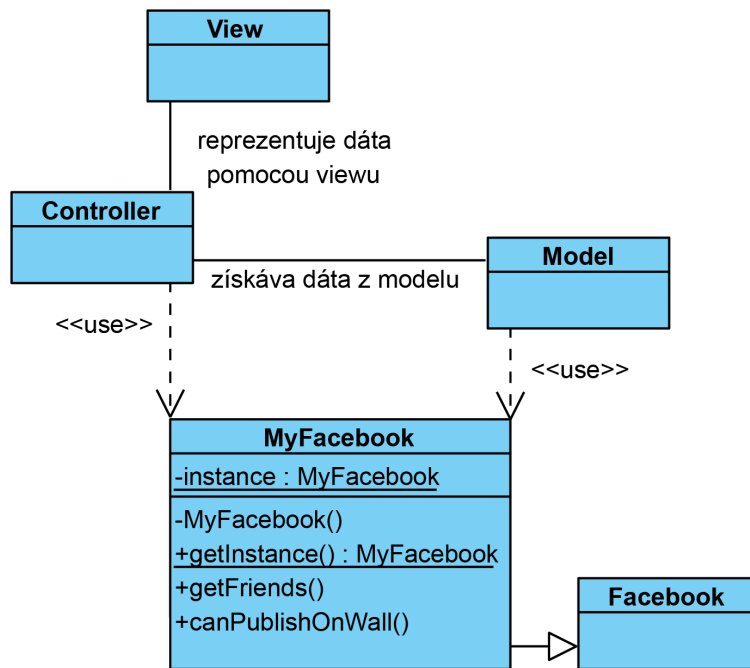 View
reprezentuje dáta
pomocou viewu
Controller
Model
získáva dáta z modelu
<<use>>
<<use>>
MyFacebook
-instance : MyFacebook
-MyFacebook()
+getInstance() : MyFacebook
+getFriends()
+canPublishOnWall()
Facebook